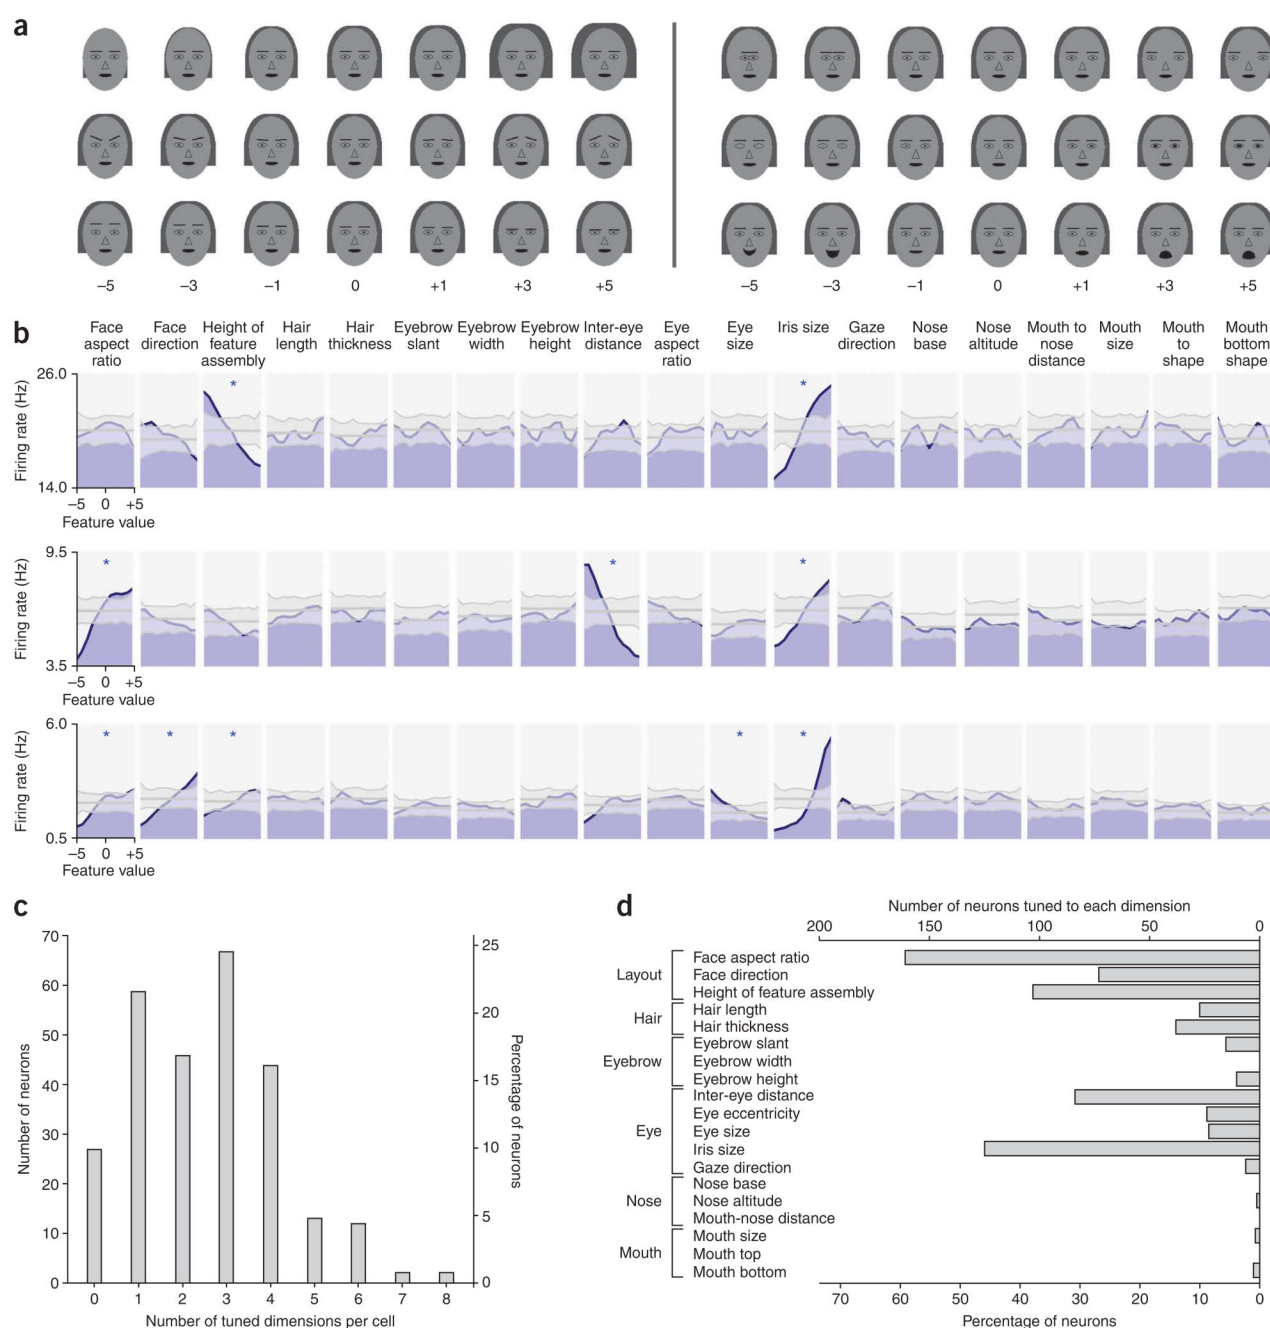 a
−5 −3 −1 0 +1 +3 +5 −5 −3 −1 0 +1 +3 +5
b
Face aspect ratio
Face direction
Height of feature assembly
Hair length
Hair thickness
Eyebrow slant
Eyebrow width
Eyebrow height
Inter-eye distance
Eye aspect ratio
Eye size
Iris size
Gaze direction
Nose base
Nose altitude
Mouth to nose distance
Mouth size
Mouth to shape
Mouth bottom shape
26.0
* *
Firing rate (Hz)
14.0
−5 0 +5
Feature value
9.5
* * *
Firing rate (Hz)
3.5
−5 0 +5
Feature value
6.0
* * * * *
Firing rate (Hz)
0.5
−5 0 +5
Feature value
c
Number of neurons
70
60
50
40
30
20
10
0
Percentage of neurons
25
20
15
10
5
0
0 1 2 3 4 5 6 7 8
Number of tuned dimensions per cell
d
Number of neurons tuned to each dimension
200 150 100 50 0
Layout
Face aspect ratio
Face direction
Height of feature assembly
Hair
Hair length
Hair thickness
Eyebrow
Eyebrow slant
Eyebrow width
Eyebrow height
Eye
Inter-eye distance
Eye eccentricity
Eye size
Iris size
Gaze direction
Nose
Nose base
Nose altitude
Mouth-nose distance
Mouth
Mouth size
Mouth top
Mouth bottom
70 60 50 40 30 20 10 0
Percentage of neurons